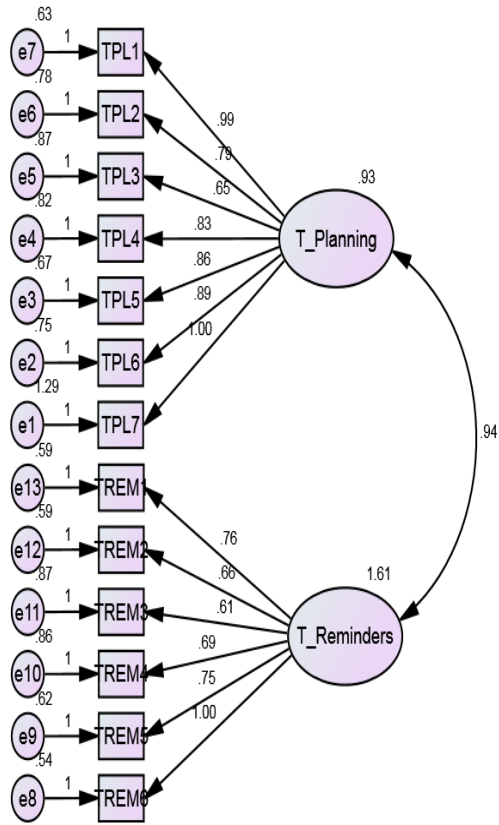 .63
e7 1 TPL1
.78
e6 1 TPL2
.87
e5 1 TPL3
.82
e4 1 TPL4
.67
e3 1 TPL5
.75
e2 1 TPL6
1.29
e1 1 TPL7
.99
.79
.65
.83
.86
.89
1.00
.93
T_Planning
.94
.59
e13 1 TREM1
.59
e12 1 TREM2
.87
e11 1 TREM3
.86
e10 1 TREM4
.62
e9 1 TREM5
.54
e8 1 TREM6
.76
.66
.61
.69
.75
1.00
1.61
T_Reminders